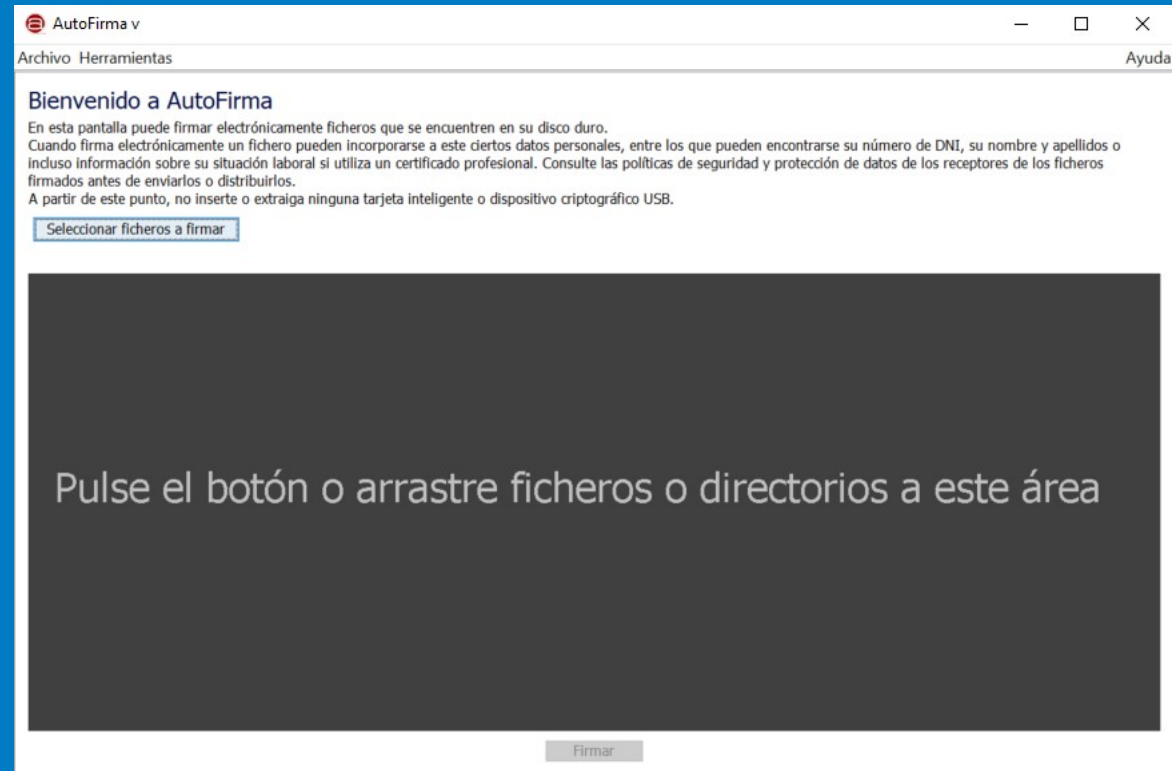 AutoFirma v
Archivo Herramientas Ayuda
Bienvenido a AutoFirma
En esta pantalla puede firmar electrónicamente ficheros que se encuentren en su disco duro.
Cuando firma electrónicamente un fichero pueden incorporarse a este ciertos datos personales, entre los que pueden encontrarse su número de DNI, su nombre y apellidos o
incluso información sobre su situación laboral si utiliza un certificado profesional. Consulte las políticas de seguridad y protección de datos de los receptores de los ficheros
firmados antes de enviarlos o distribuirlos.
A partir de este punto, no inserte o extraiga ninguna tarjeta inteligente o dispositivo criptográfico USB.
Seleccionar ficheros a firmar
Pulse el botón o arrastre ficheros o directorios a este área
Firmar